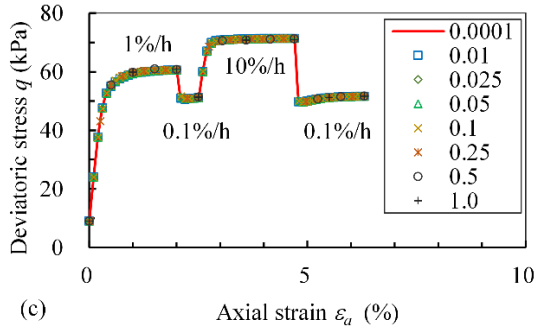 80
60
40
20
0
Deviatoric stress q (kPa)
1%/h
0.1%/h
10%/h
0.1%/h
0.0001
0.01
0.025
0.05
0.1
0.25
0.5
1.0
0
5
10
(c)
Axial strain εa (%)